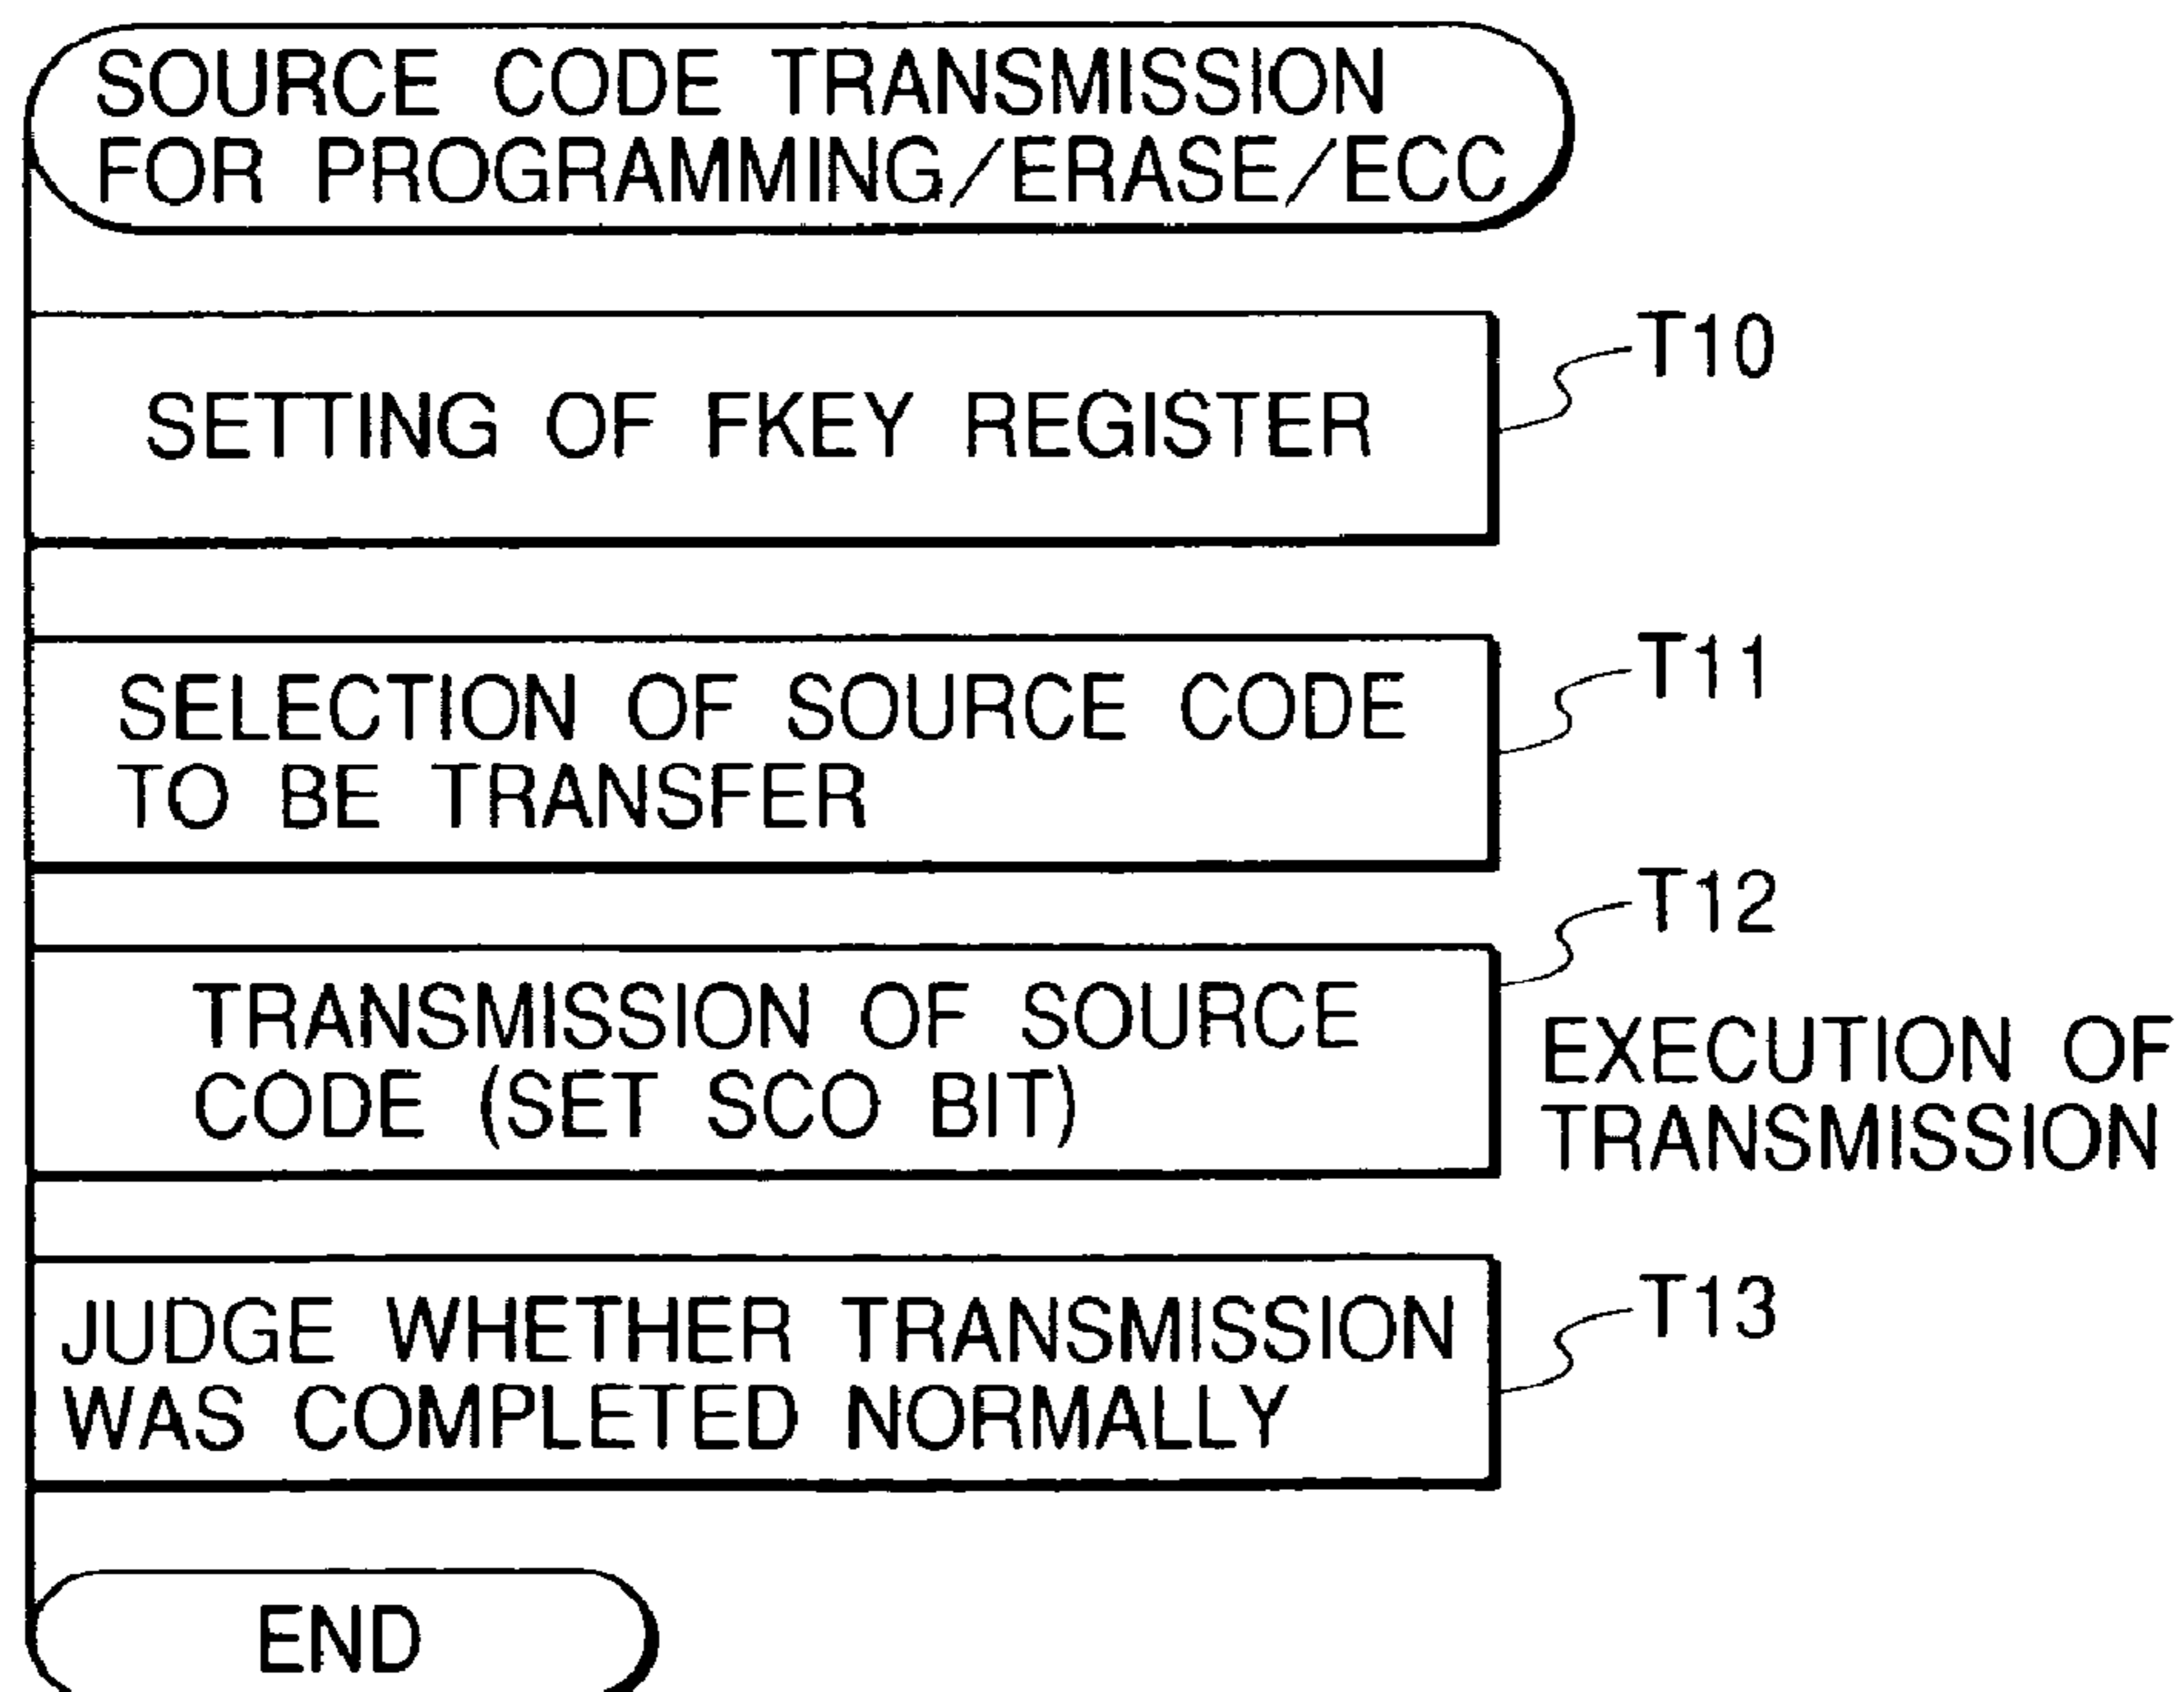 SOURCE CODE TRANSMISSION
FOR PROGRAMMING/ERASE/ECC
T10
SETTING OF FKEY REGISTER
T11
SELECTION OF SOURCE CODE
TO BE TRANSFER
T12
TRANSMISSION OF SOURCE
CODE (SET SCO BIT)
EXECUTION OF
TRANSMISSION
T13
JUDGE WHETHER TRANSMISSION
WAS COMPLETED NORMALLY
END